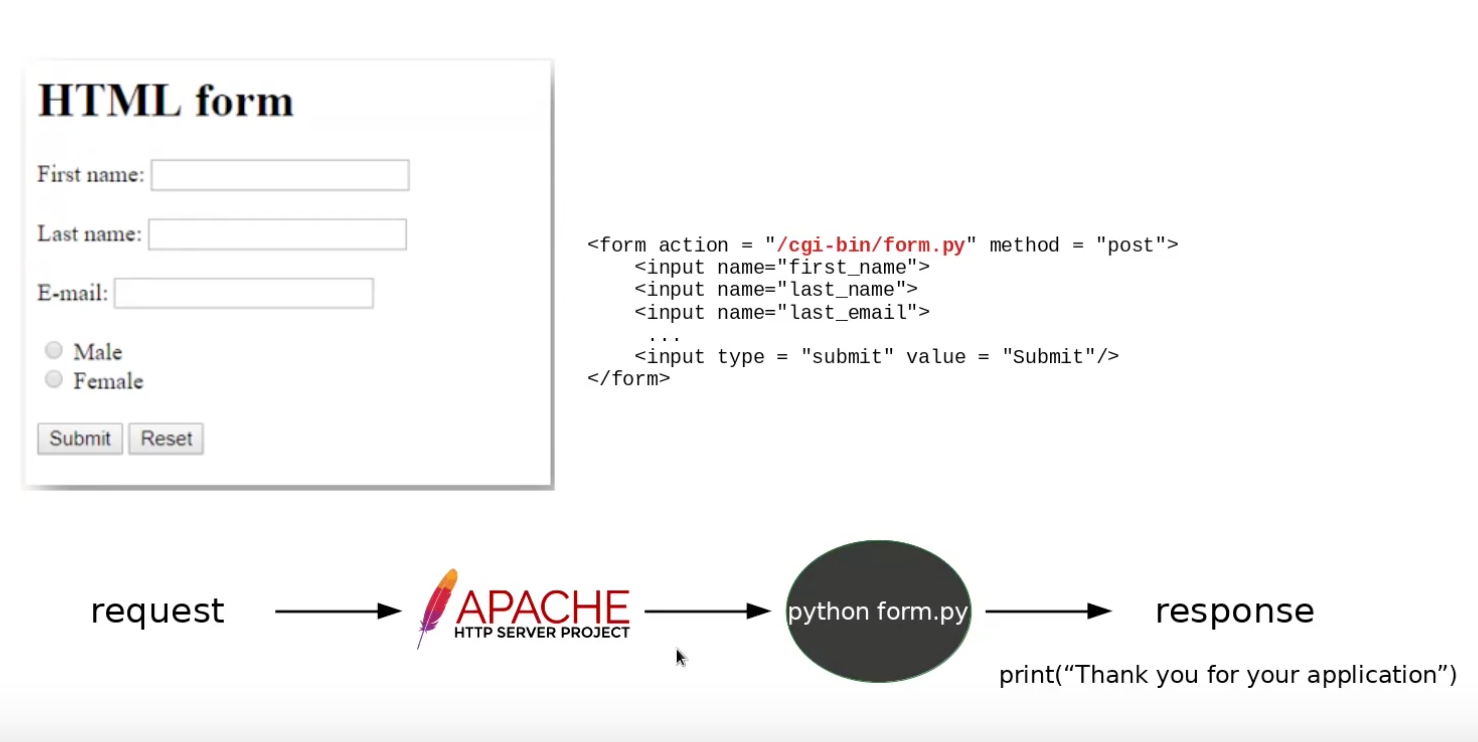 HTML form
First name:
Last name:
E-mail:
Male
Female
Submit Reset
<form action = "/cgi-bin/form.py" method = "post">
<input name="first_name">
<input name="last_name">
<input name="last_email">
...
<input type = "submit" value = "Submit"/>
</form>
request
APACHE
HTTP SERVER PROJECT
python form.py
response
print(“Thank you for your application”)